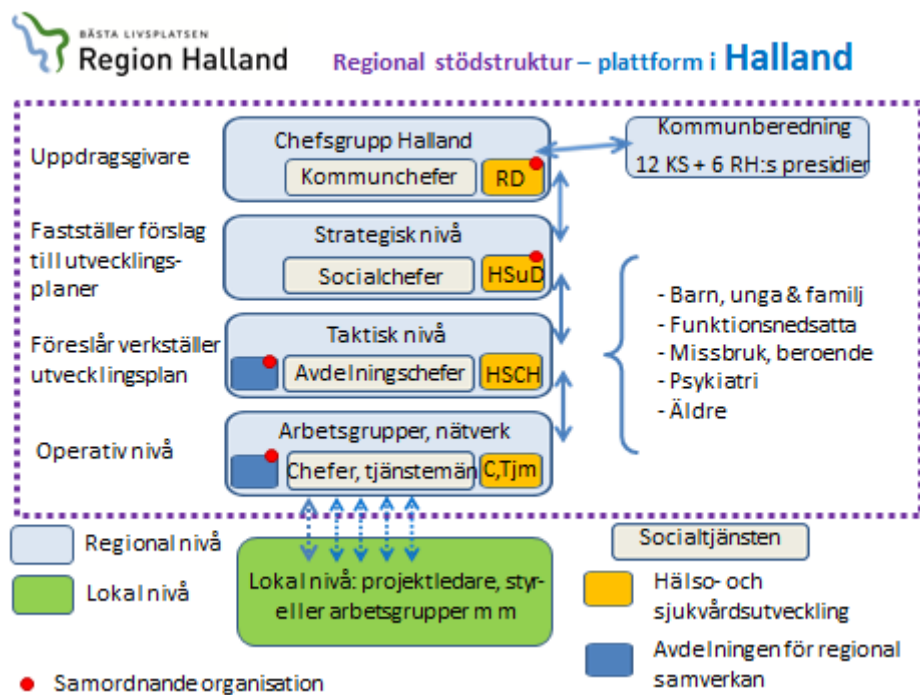 BÄSTA LIVSPLATSEN
Region Halland
Regional stödstruktur – plattform i Halland
Uppdragsgivare
Chefsgrupp Halland
Kommunchefer
RD
Kommunberedning
12 KS + 6 RH:s presidier
Fastställer förslag
till utvecklings-
planer
Strategisk nivå
Socialchefer
HSuD
Föreslår verkställer
utvecklingsplan
Taktisk nivå
Avdelningschefer
HSCH
- Barn, unga & familj
- Funktionsnedsatta
- Missbruk, beroende
- Psykiatri
- Äldre
Operativ nivå
Arbetsgrupper, nätverk
Chefer, tjänstemän
C,Tjm
Regional nivå
Lokal nivå
Lokal nivå: projektledare, styr-
eller arbetsgrupper m m
Socialtjänsten
Hälso- och
sjukvårdsutveckling
Avdelningen för regional
samverkan
Samordnande organisation